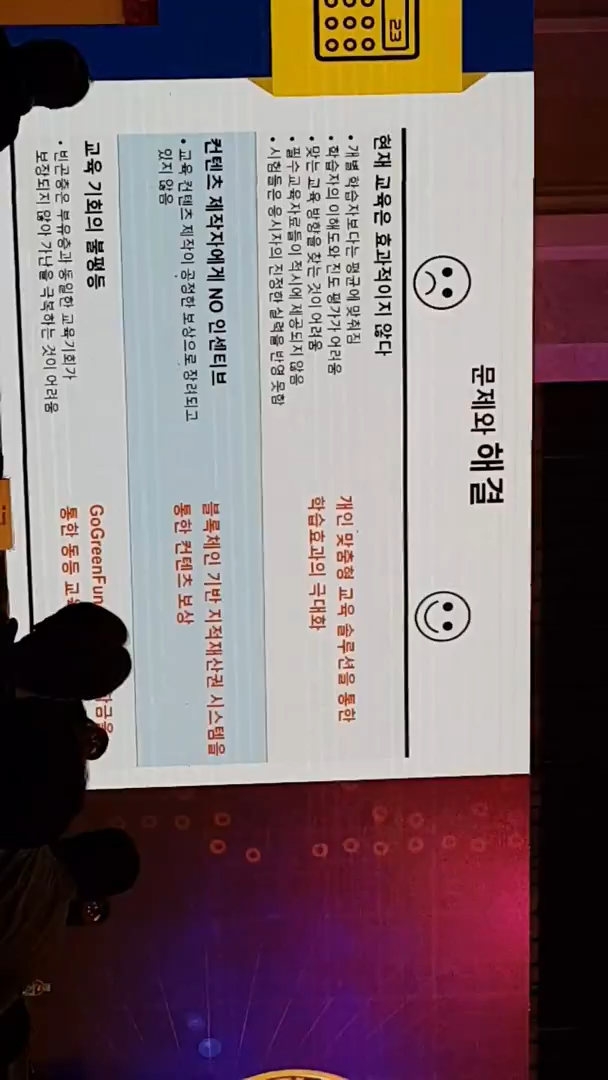 23
문제와 해결
현재 교육은 효과적이지 않다
• 개별 학습자보다는 평균에 맞춰짐
• 학습자의 이해도와 진도 평가가 어려움
• 맞는 교육 방향을 찾는 것이 어려움
• 필수 교육자료들이 적시에 제공되지 않음
• 시험들은 응시자의 진정한 실력을 반영 못함
개인 맞춤형 교육 솔루션을 통한
학습효과의 극대화
컨텐츠 제작자에게 NO 인센티브
• 교육 컨텐츠 제작이 공정한 보상으로 장려되고
있지 않음
블록체인 기반 지적재산권 시스템을
통한 컨텐츠 보상
교육 기회의 불평등
• 빈곤층은 부유층과 동일한 교육기회가
보장되지 않아 가난을 극복하는 것이 어려움
GoGreenFun
통한 동등